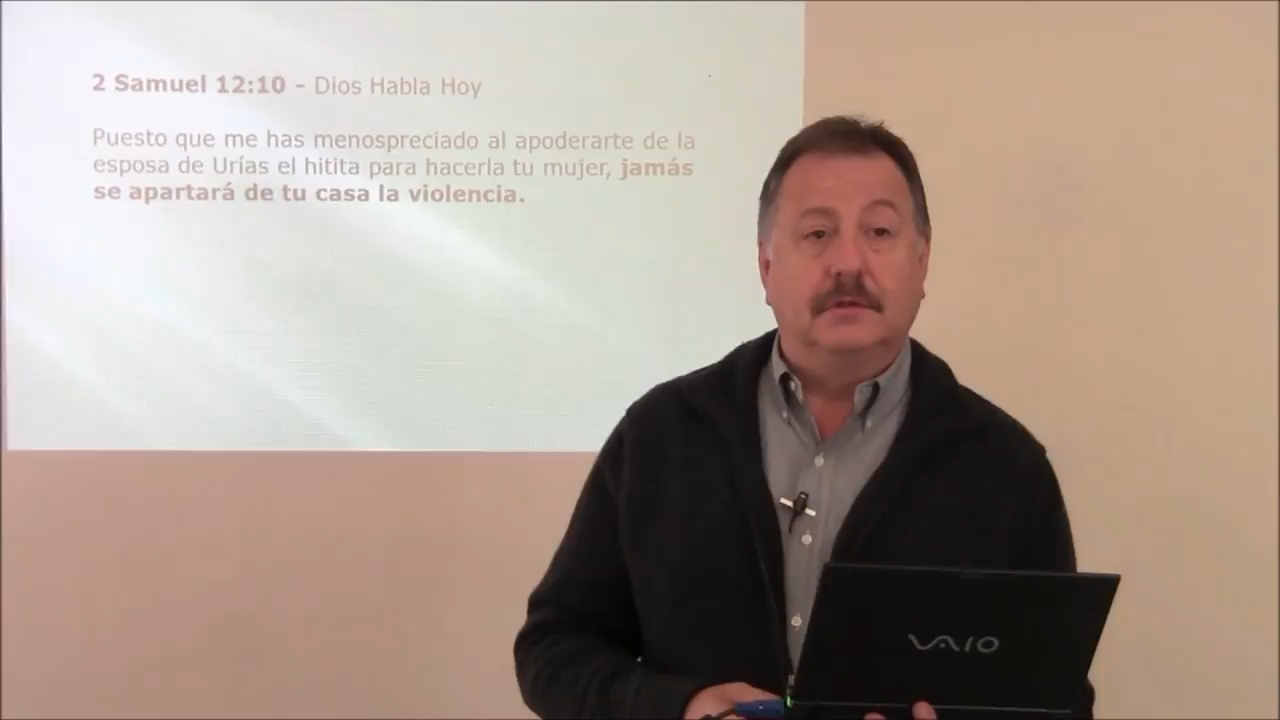 2 Samuel 12:10 - Dios Habla Hoy
Puesto que me has menospreciado al apoderarte de la
esposa de Urías el hitita para hacerla tu mujer, jamás
se apartará de tu casa la violencia.
VAIO